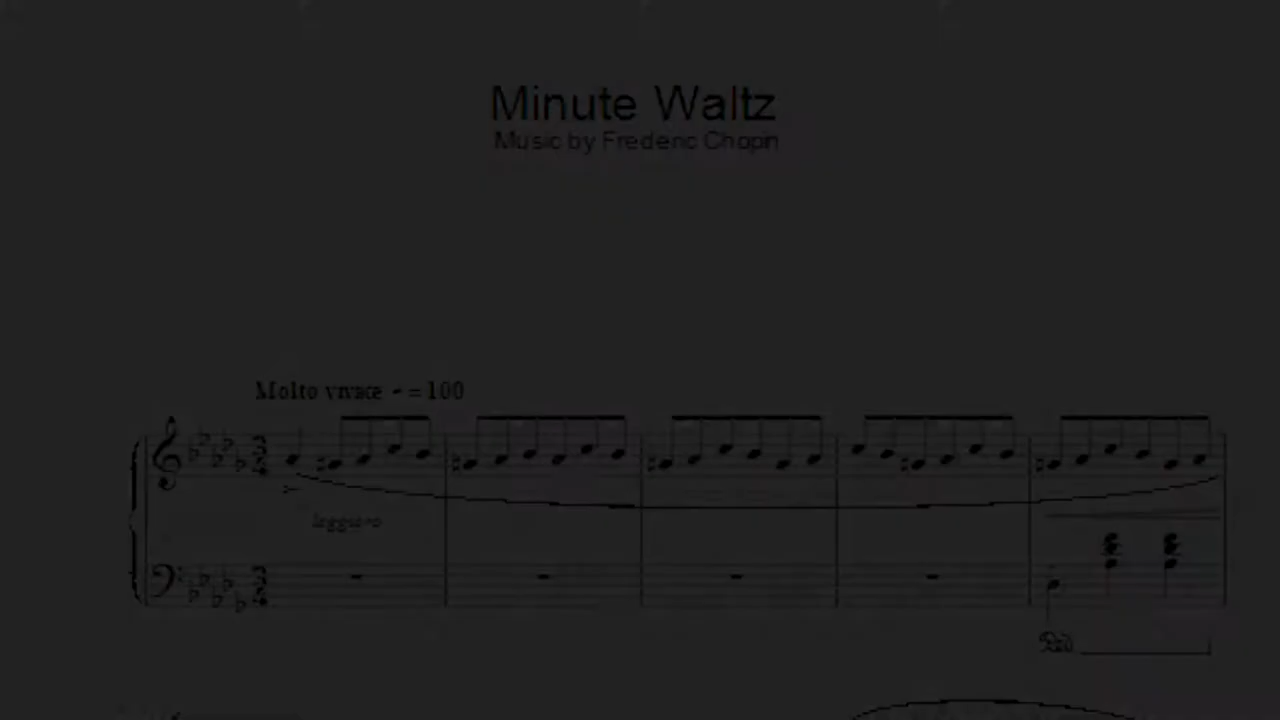 Minute Waltz
Music by Frederic Chopin
Molto vivace = 100
leggiero